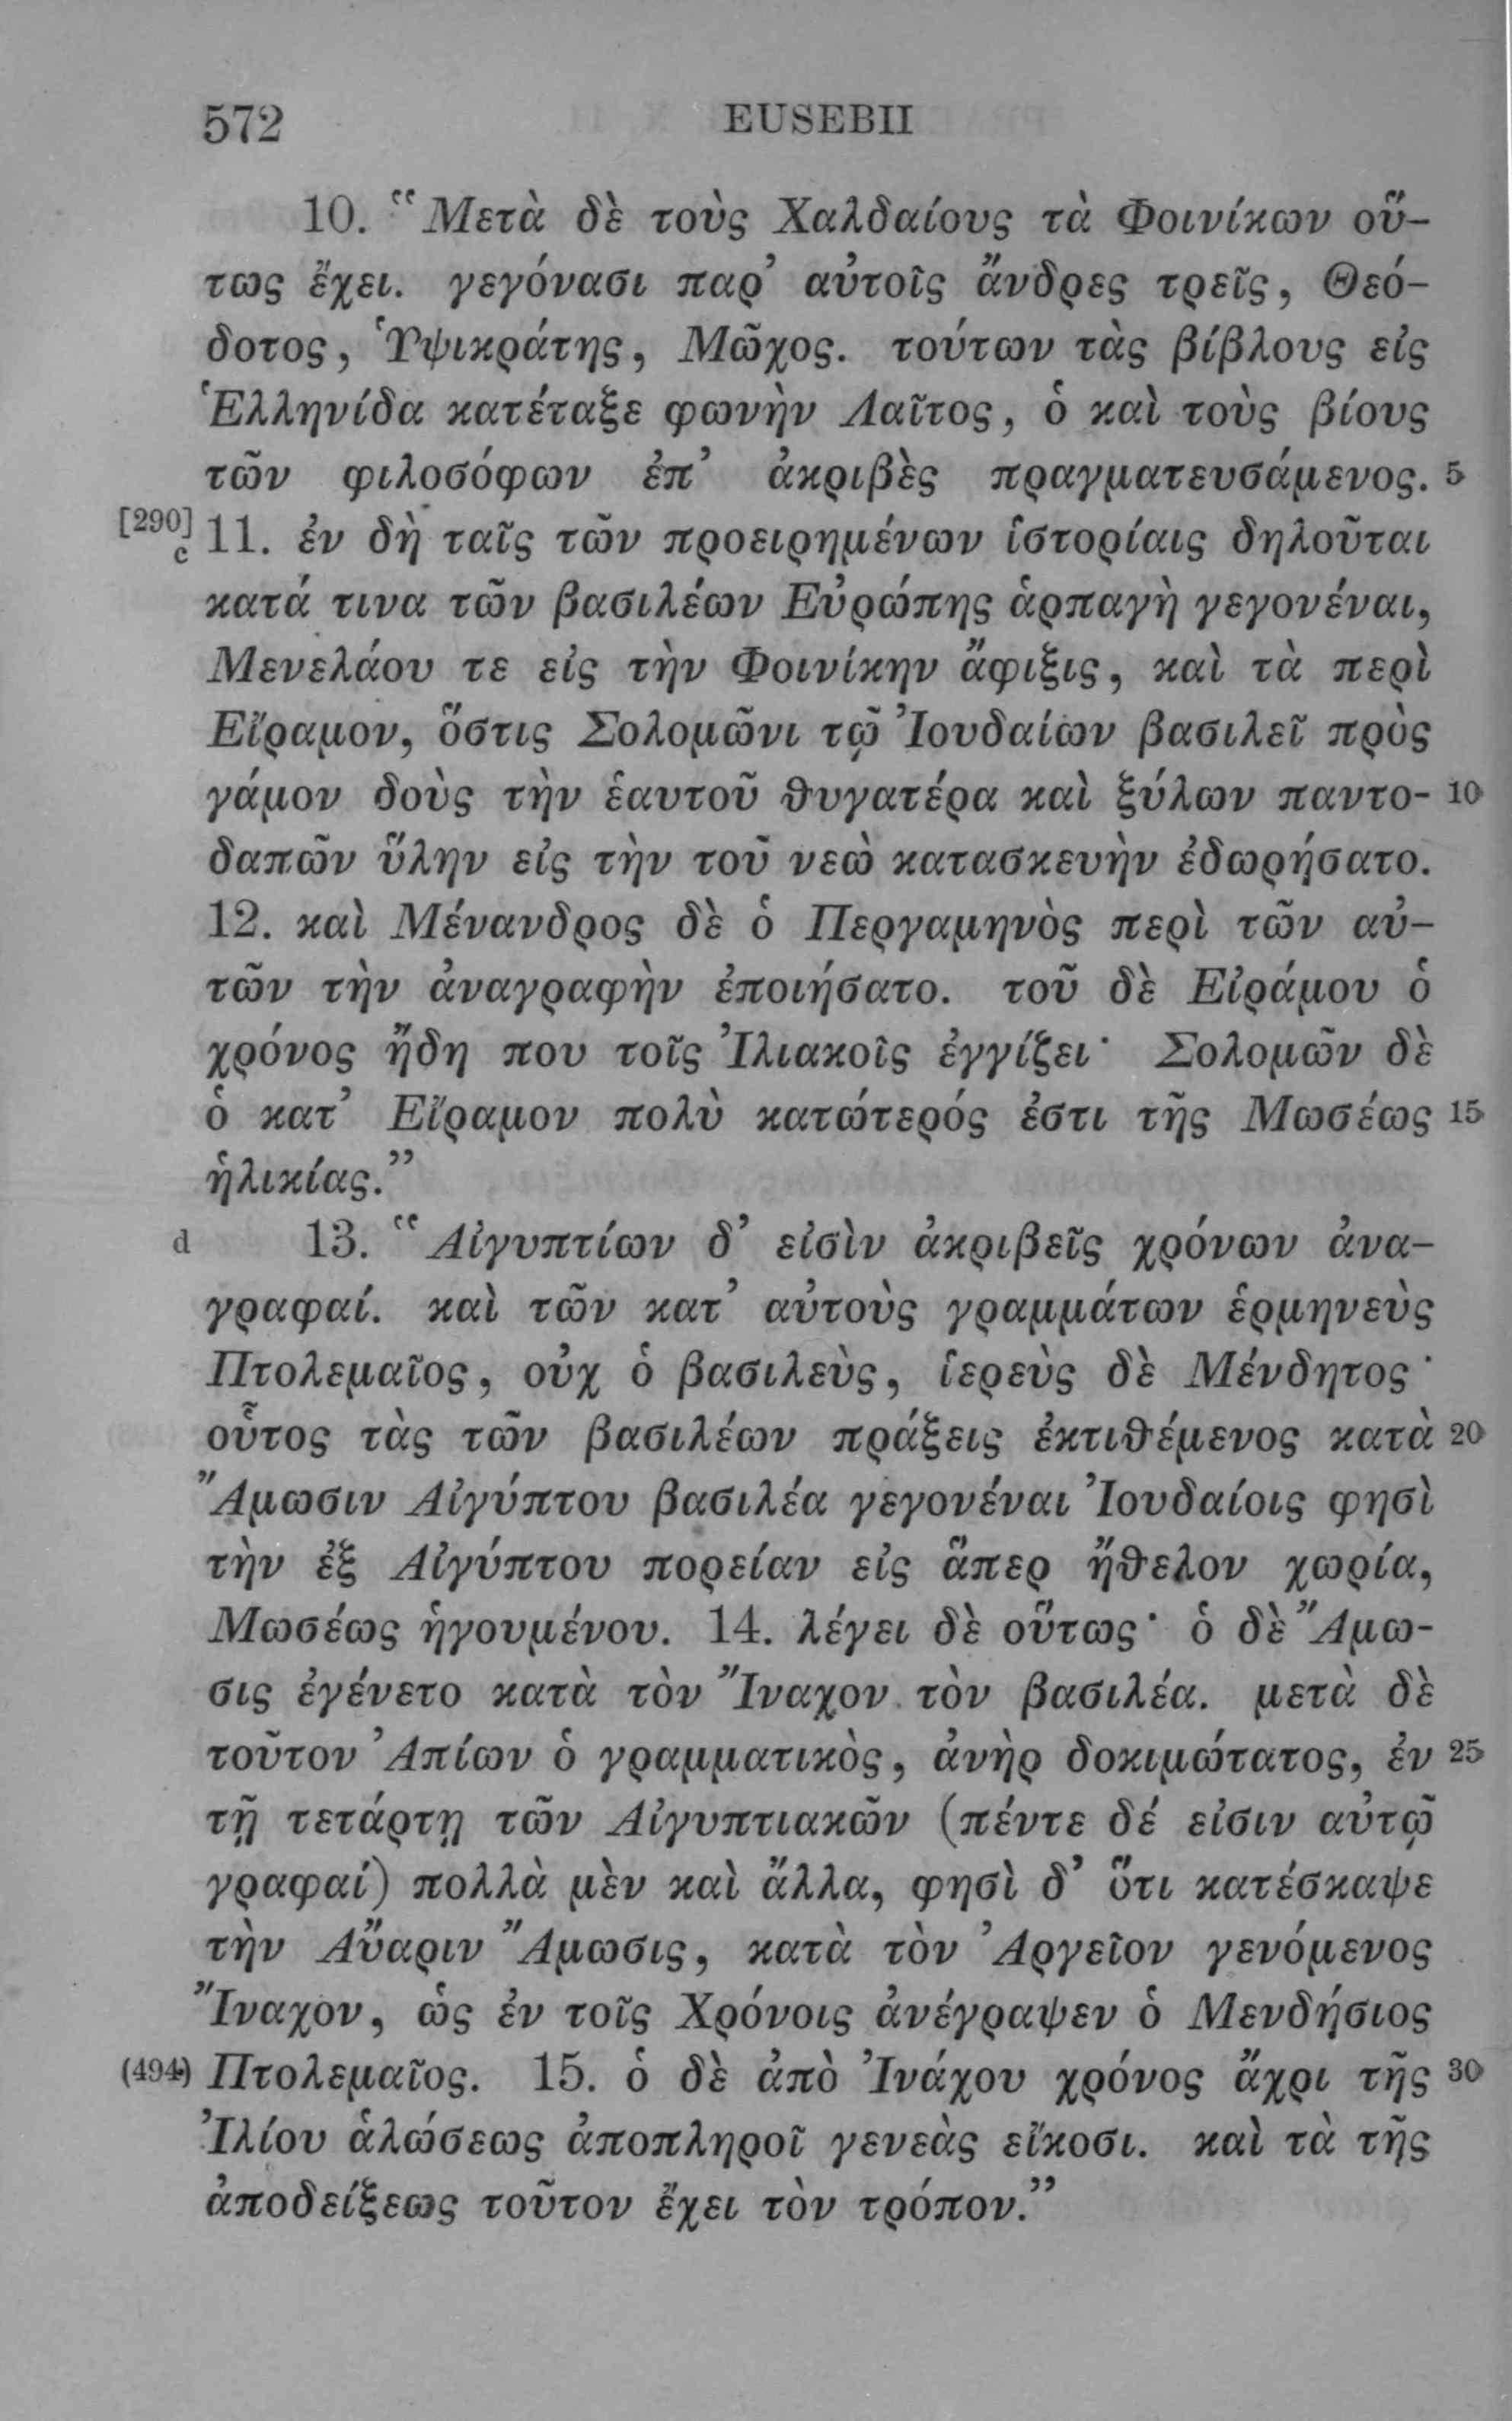 572 EUSEBII
10. “Μετὰ δὲ τοὺς Χαλδαίους τὰ Φοινίκων οὕ-
τως ἔχει. γεγόνασι παρ’ αὐτοῖς ἄνδρες τρεῖς, Θεό-
δοτος, Ὑψικράτης, Μῶχος. τούτων τὰς βίβλους εἰς
Ἑλληνίδα κατέταξε φωνὴν Λαῖτος, ὁ καὶ τοὺς βίους
τῶν φιλοσόφων ἐπ’ ἀκριβὲς πραγματευσάμενος. 5
[290] c 11. ἐν δὴ ταῖς τῶν προειρημένων ἱστορίαις δηλοῦται
κατά τινα τῶν βασιλέων Εὐρώπης ἁρπαγὴ γεγονέναι,
Μενελάου τε εἰς τὴν Φοινίκην ἄφιξις, καὶ τὰ περὶ
Εἵραμον, ὅστις Σολομῶνι τῷ Ἰουδαίων βασιλεῖ πρὸς
γάμον δοὺς τὴν ἑαυτοῦ θυγατέρα καὶ ξύλων παντο- 10
δαπῶν ὕλην εἰς τὴν τοῦ νεὼ κατασκευὴν ἐδωρήσατο.
12. καὶ Μένανδρος δὲ ὁ Περγαμηνὸς περὶ τῶν αὐ-
τῶν τὴν ἀναγραφὴν ἐποιήσατο. τοῦ δὲ Εἱράμου ὁ
χρόνος ἤδη που τοῖς Ἰλιακοῖς ἐγγίζει· Σολομῶν δὲ
ὁ κατ’ Εἵραμον πολὺ κατώτερός ἐστι τῆς Μωσέως 15
ἡλικίας.”
d 13. “Αἰγυπτίων δ’ εἰσὶν ἀκριβεῖς χρόνων ἀνα-
γραφαί. καὶ τῶν κατ’ αὐτοὺς γραμμάτων ἑρμηνεὺς
Πτολεμαῖος, οὐχ ὁ βασιλεὺς, ἱερεὺς δὲ Μένδητος·
οὗτος τὰς τῶν βασιλέων πράξεις ἐκτιθέμενος κατὰ 20
Ἄμωσιν Αἰγύπτου βασιλέα γεγονέναι Ἰουδαίοις φησὶ
τὴν ἐξ Αἰγύπτου πορείαν εἰς ἅπερ ἤθελον χωρία,
Μωσέως ἡγουμένου. 14. λέγει δὲ οὕτως· ὁ δὲ Ἄμω-
σις ἐγένετο κατὰ τὸν Ἴναχον τὸν βασιλέα. μετὰ δὲ
τοῦτον Ἀπίων ὁ γραμματικὸς, ἀνὴρ δοκιμώτατος, ἐν 25
τῇ τετάρτῃ τῶν Αἰγυπτιακῶν (πέντε δέ εἰσιν αὐτῷ
γραφαί) πολλὰ μὲν καὶ ἄλλα, φησὶ δ’ ὅτι κατέσκαψε
τὴν Αὔαριν Ἄμωσις, κατὰ τὸν Ἀργεῖον γενόμενος
Ἴναχον, ὡς ἐν τοῖς Χρόνοις ἀνέγραψεν ὁ Μενδήσιος
(494) Πτολεμαῖος. 15. ὁ δὲ ἀπὸ Ἰνάχου χρόνος ἄχρι τῆς 30
Ἰλίου ἁλώσεως ἀποπληροῖ γενεὰς εἴκοσι. καὶ τὰ τῆς
ἀποδείξεως τοῦτον ἔχει τὸν τρόπον.”